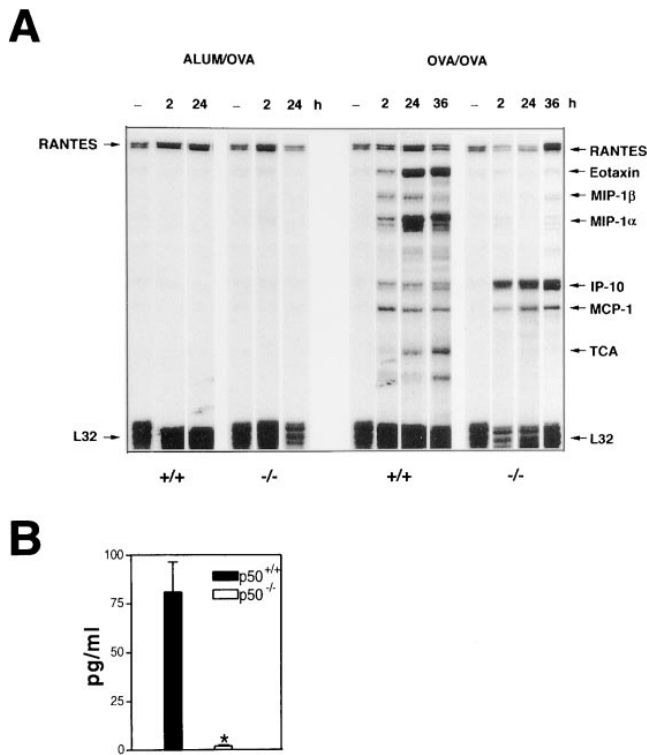 A
ALUM/OVA OVA/OVA
– 2 24 – 2 24 h – 2 24 36 – 2 24 36 h
RANTES RANTES
Eotaxin
MIP-1β
MIP-1α
IP-10
MCP-1
TCA
L32 L32
+/+ -/- +/+ -/-
B
100
75
50
25
0
pg/ml
p50+/+
p50-/-
*